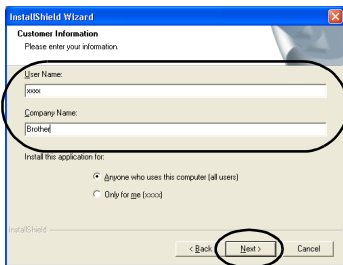 InstallShield Wizard
Customer Information
Please enter your information.
User Name:
xxxx
Company Name:
Brother
Install this application for:
Anyone who uses this computer (all users)
Only for me (xxxx)
InstallShield
< Back Next > Cancel